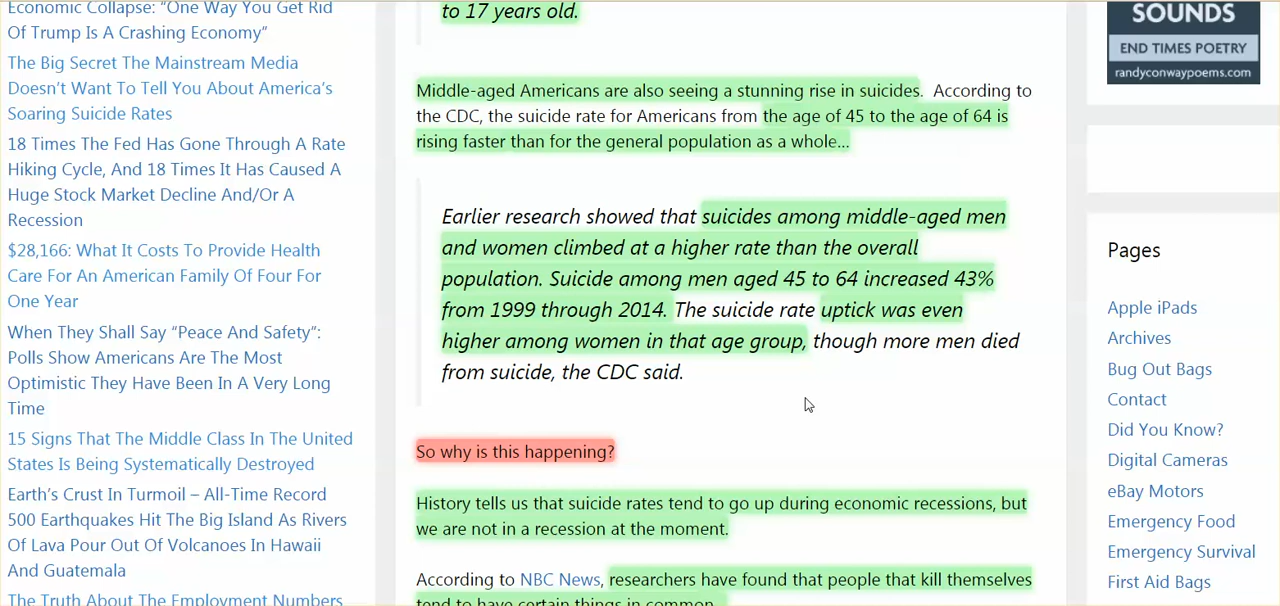 Economic Collapse: “One Way You Get Rid
Of Trump Is A Crashing Economy”
The Big Secret The Mainstream Media
Doesn’t Want To Tell You About America’s
Soaring Suicide Rates
18 Times The Fed Has Gone Through A Rate
Hiking Cycle, And 18 Times It Has Caused A
Huge Stock Market Decline And/Or A
Recession
$28,166: What It Costs To Provide Health
Care For An American Family Of Four For
One Year
When They Shall Say “Peace And Safety”:
Polls Show Americans Are The Most
Optimistic They Have Been In A Very Long
Time
15 Signs That The Middle Class In The United
States Is Being Systematically Destroyed
Earth’s Crust In Turmoil – All-Time Record
500 Earthquakes Hit The Big Island As Rivers
Of Lava Pour Out Of Volcanoes In Hawaii
And Guatemala
The Truth About The Employment Numbers
to 17 years old.
Middle-aged Americans are also seeing a stunning rise in suicides. According to
the CDC, the suicide rate for Americans from the age of 45 to the age of 64 is
rising faster than for the general population as a whole…
Earlier research showed that suicides among middle-aged men
and women climbed at a higher rate than the overall
population. Suicide among men aged 45 to 64 increased 43%
from 1999 through 2014. The suicide rate uptick was even
higher among women in that age group, though more men died
from suicide, the CDC said.
So why is this happening?
History tells us that suicide rates tend to go up during economic recessions, but
we are not in a recession at the moment.
According to NBC News, researchers have found that people that kill themselves
tend to have certain things in common
SOUNDS
END TIMES POETRY
randyconwaypoems.com
Pages
Apple iPads
Archives
Bug Out Bags
Contact
Did You Know?
Digital Cameras
eBay Motors
Emergency Food
Emergency Survival
First Aid Bags